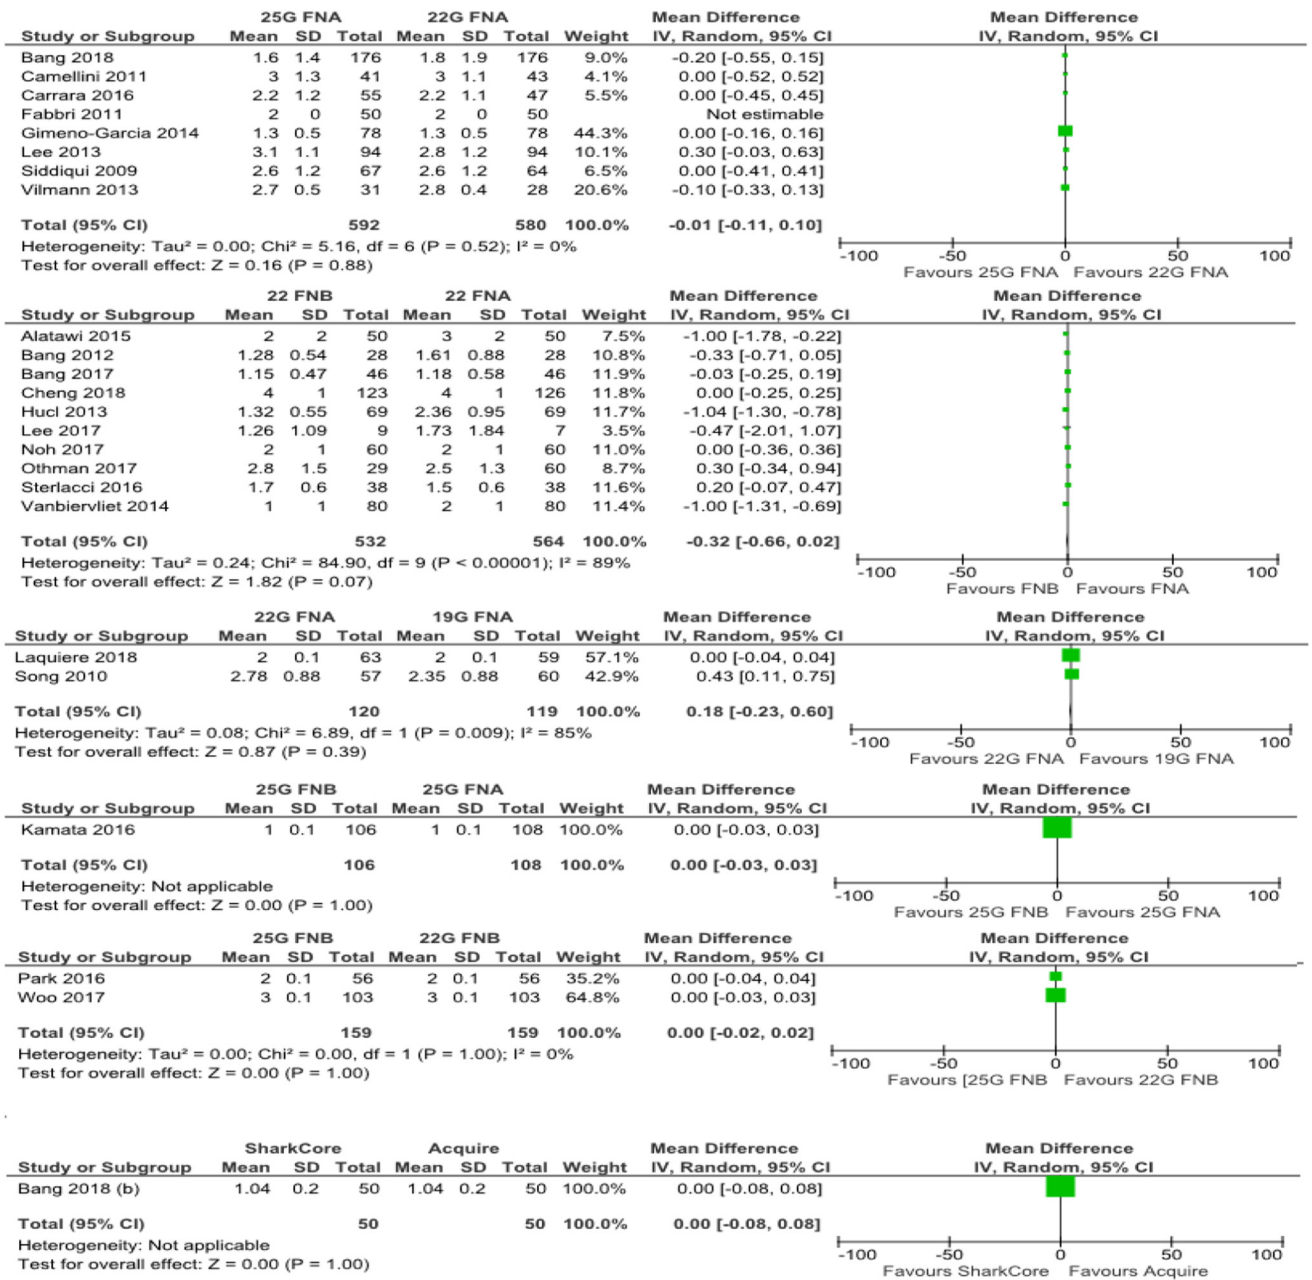 25G FNA 22G FNA Mean Difference Mean Difference
Study or Subgroup Mean SD Total Mean SD Total Weight IV, Random, 95% CI IV, Random, 95% CI
Bang 2018 1.6 1.4 176 1.8 1.9 176 9.0% -0.20 [-0.55, 0.15]
Camellini 2011 3 1.3 41 3 1.1 43 4.1% 0.00 [-0.52, 0.52]
Carrara 2016 2.2 1.2 55 2.2 1.1 47 5.5% 0.00 [-0.45, 0.45]
Fabbri 2011 2 0 50 2 0 50 Not estimable
Gimeno-Garcia 2014 1.3 0.5 78 1.3 0.5 78 44.3% 0.00 [-0.16, 0.16]
Lee 2013 3.1 1.1 94 2.8 1.2 94 10.1% 0.30 [-0.03, 0.63]
Siddiqui 2009 2.6 1.2 67 2.6 1.2 64 6.5% 0.00 [-0.41, 0.41]
Vilmann 2013 2.7 0.5 31 2.8 0.4 28 20.6% -0.10 [-0.33, 0.13]
Total (95% CI) 592 580 100.0% -0.01 [-0.11, 0.10]
Heterogeneity: Tau² = 0.00; Chi² = 5.16, df = 6 (P = 0.52); I² = 0%
Test for overall effect: Z = 0.16 (P = 0.88)
-100 -50 0 50 100
Favours 25G FNA Favours 22G FNA
22 FNB 22 FNA Mean Difference Mean Difference
Study or Subgroup Mean SD Total Mean SD Total Weight IV, Random, 95% CI IV, Random, 95% CI
Alatawi 2015 2 2 50 3 2 50 7.5% -1.00 [-1.78, -0.22]
Bang 2012 1.28 0.54 28 1.61 0.88 28 10.8% -0.33 [-0.71, 0.05]
Bang 2017 1.15 0.47 46 1.18 0.58 46 11.9% -0.03 [-0.25, 0.19]
Cheng 2018 4 1 123 4 1 126 11.8% 0.00 [-0.25, 0.25]
Hucl 2013 1.32 0.55 69 2.36 0.95 69 11.7% -1.04 [-1.30, -0.78]
Lee 2017 1.26 1.09 9 1.73 1.84 7 3.5% -0.47 [-2.01, 1.07]
Noh 2017 2 1 60 2 1 60 11.0% 0.00 [-0.36, 0.36]
Othman 2017 2.8 1.5 29 2.5 1.3 60 8.7% 0.30 [-0.34, 0.94]
Sterlacci 2016 1.7 0.6 38 1.5 0.6 38 11.6% 0.20 [-0.07, 0.47]
Vanbiervliet 2014 1 1 80 2 1 80 11.4% -1.00 [-1.31, -0.69]
Total (95% CI) 532 564 100.0% -0.32 [-0.66, 0.02]
Heterogeneity: Tau² = 0.24; Chi² = 84.90, df = 9 (P < 0.00001); I² = 89%
Test for overall effect: Z = 1.82 (P = 0.07)
-100 -50 0 50 100
Favours FNB Favours FNA
22G FNA 19G FNA Mean Difference Mean Difference
Study or Subgroup Mean SD Total Mean SD Total Weight IV, Random, 95% CI IV, Random, 95% CI
Laquiere 2018 2 0.1 63 2 0.1 59 57.1% 0.00 [-0.04, 0.04]
Song 2010 2.78 0.88 57 2.35 0.88 60 42.9% 0.43 [0.11, 0.75]
Total (95% CI) 120 119 100.0% 0.18 [-0.23, 0.60]
Heterogeneity: Tau² = 0.08; Chi² = 6.89, df = 1 (P = 0.009); I² = 85%
Test for overall effect: Z = 0.87 (P = 0.39)
-100 -50 0 50 100
Favours 22G FNA Favours 19G FNA
25G FNB 25G FNA Mean Difference Mean Difference
Study or Subgroup Mean SD Total Mean SD Total Weight IV, Random, 95% CI IV, Random, 95% CI
Kamata 2016 1 0.1 106 1 0.1 108 100.0% 0.00 [-0.03, 0.03]
Total (95% CI) 106 108 100.0% 0.00 [-0.03, 0.03]
Heterogeneity: Not applicable
Test for overall effect: Z = 0.00 (P = 1.00)
-100 -50 0 50 100
Favours 25G FNB Favours 25G FNA
25G FNB 22G FNB Mean Difference Mean Difference
Study or Subgroup Mean SD Total Mean SD Total Weight IV, Random, 95% CI IV, Random, 95% CI
Park 2016 2 0.1 56 2 0.1 56 35.2% 0.00 [-0.04, 0.04]
Woo 2017 3 0.1 103 3 0.1 103 64.8% 0.00 [-0.03, 0.03]
Total (95% CI) 159 159 100.0% 0.00 [-0.02, 0.02]
Heterogeneity: Tau² = 0.00; Chi² = 0.00, df = 1 (P = 1.00); I² = 0%
Test for overall effect: Z = 0.00 (P = 1.00)
-100 -50 0 50 100
Favours [25G FNB Favours 22G FNB
SharkCore Acquire Mean Difference Mean Difference
Study or Subgroup Mean SD Total Mean SD Total Weight IV, Random, 95% CI IV, Random, 95% CI
Bang 2018 (b) 1.04 0.2 50 1.04 0.2 50 100.0% 0.00 [-0.08, 0.08]
Total (95% CI) 50 50 100.0% 0.00 [-0.08, 0.08]
Heterogeneity: Not applicable
Test for overall effect: Z = 0.00 (P = 1.00)
-100 -50 0 50 100
Favours SharkCore Favours Acquire